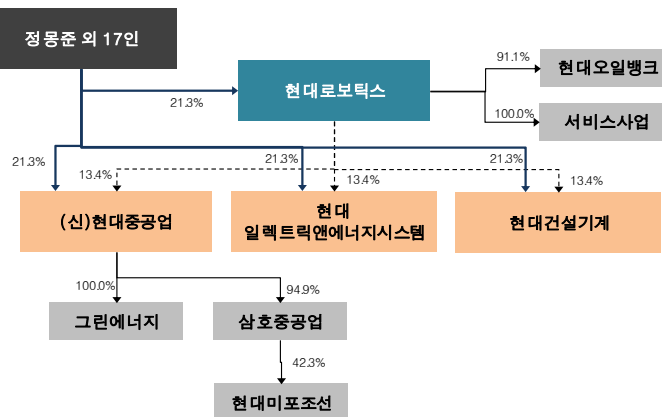 정몽준 외 17인
91.1%
현대오일뱅크
현대로보틱스
21.3%
100.0%
서비스사업
21.3%
21.3%
21.3%
13.4%
13.4%
13.4%
(신)현대중공업
현대
일렉트릭앤에너지시스템
현대건설기계
100.0%
94.9%
그린에너지
삼호중공업
42.3%
현대미포조선